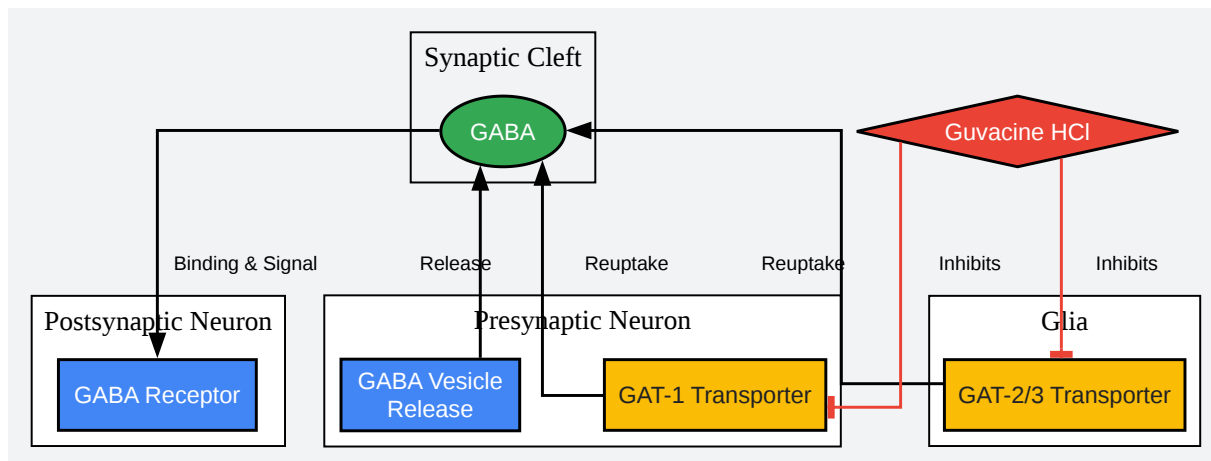 Synaptic Cleft
GABA
Guvacine HCl
Binding & Signal
Release
Reuptake
Reuptake
Inhibits
Inhibits
Postsynaptic Neuron
Presynaptic Neuron
Glia
GABA Receptor
GABA Vesicle
Release
GAT-1 Transporter
GAT-2/3 Transporter